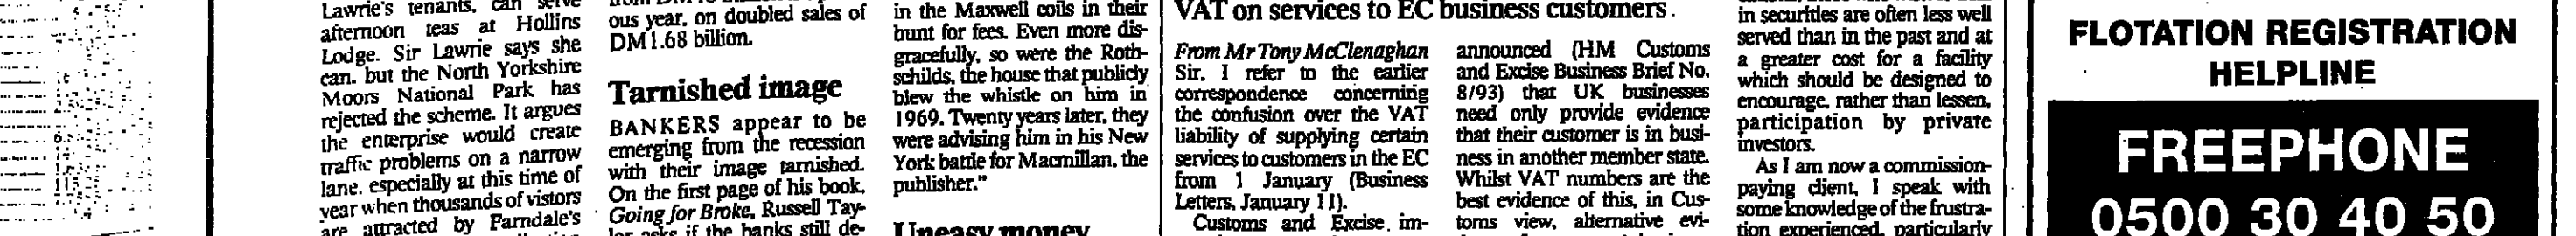 Lawrie's tenants, can serve
afternoon teas at Hollins
Lodge. Sir Lawrie says she
can, but the North Yorkshire
Moors National Park has
rejected the scheme. It argues
the enterprise would create
traffic problems on a narrow
lane, especially at this time of
year when thousands of vistors
are attracted by Farndale's
ous year, on doubled sales of
DM1.68 billion.
Tarnished image
BANKERS appear to be
emerging from the recession
with their image tarnished.
On the first page of his book,
Going for Broke, Russell Tay-
lor asks if the banks still de-
in the Maxwell coils in their
hunt for fees. Even more dis-
gracefully, so were the Roth-
schilds, the house that publicly
blew the whistle on him in
1969. Twenty years later, they
were advising him in his New
York battle for Macmillan, the
publisher."
Uneasy money
VAT on services to EC business customers.
From Mr Tony McClenaghan
Sir, I refer to the earlier
correspondence concerning
the confusion over the VAT
liability of supplying certain
services to customers in the EC
from 1 January (Business
Letters, January 11).
Customs and Excise im-
announced (HM Customs
and Excise Business Brief No.
8/93) that UK businesses
need only provide evidence
that their customer is in busi-
ness in another member state.
Whilst VAT numbers are the
best evidence of this, in Cus-
toms view, alternative evi-
in securities are often less well
served than in the past and at
a greater cost for a facility
which should be designed to
encourage, rather than lessen,
participation by private
investors.
As I am now a commission-
paying client, I speak with
some knowledge of the frustra-
tion experienced, particularly
FLOTATION REGISTRATION
HELPLINE
FREEPHONE
0500 30 40 50